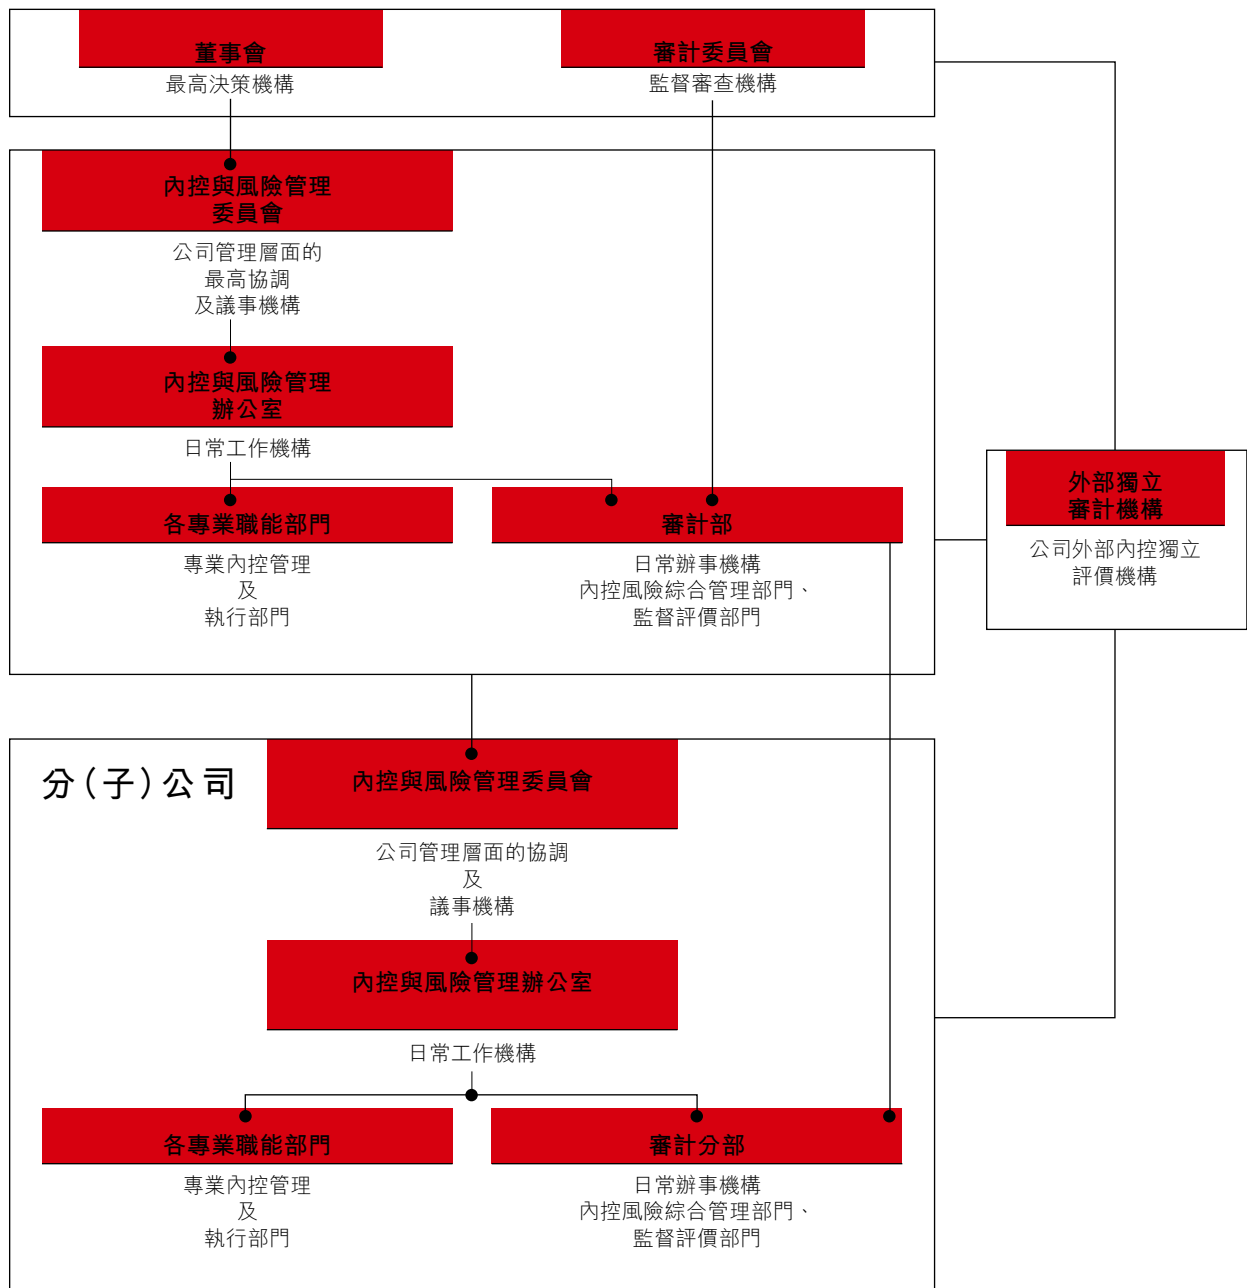 董事會
最高決策機構
審計委員會
監督審查機構
內控與風險管理
委員會
公司管理層面的
最高協調
及議事機構
內控與風險管理
辦公室
日常工作機構
各專業職能部門
專業內控管理
及
執行部門
審計部
日常辦事機構
內控風險綜合管理部門、
監督評價部門
外部獨立
審計機構
公司外部內控獨立
評價機構
分(子)公司
內控與風險管理委員會
公司管理層面的協調
及
議事機構
內控與風險管理辦公室
日常工作機構
各專業職能部門
專業內控管理
及
執行部門
審計分部
日常辦事機構
內控風險綜合管理部門、
監督評價部門